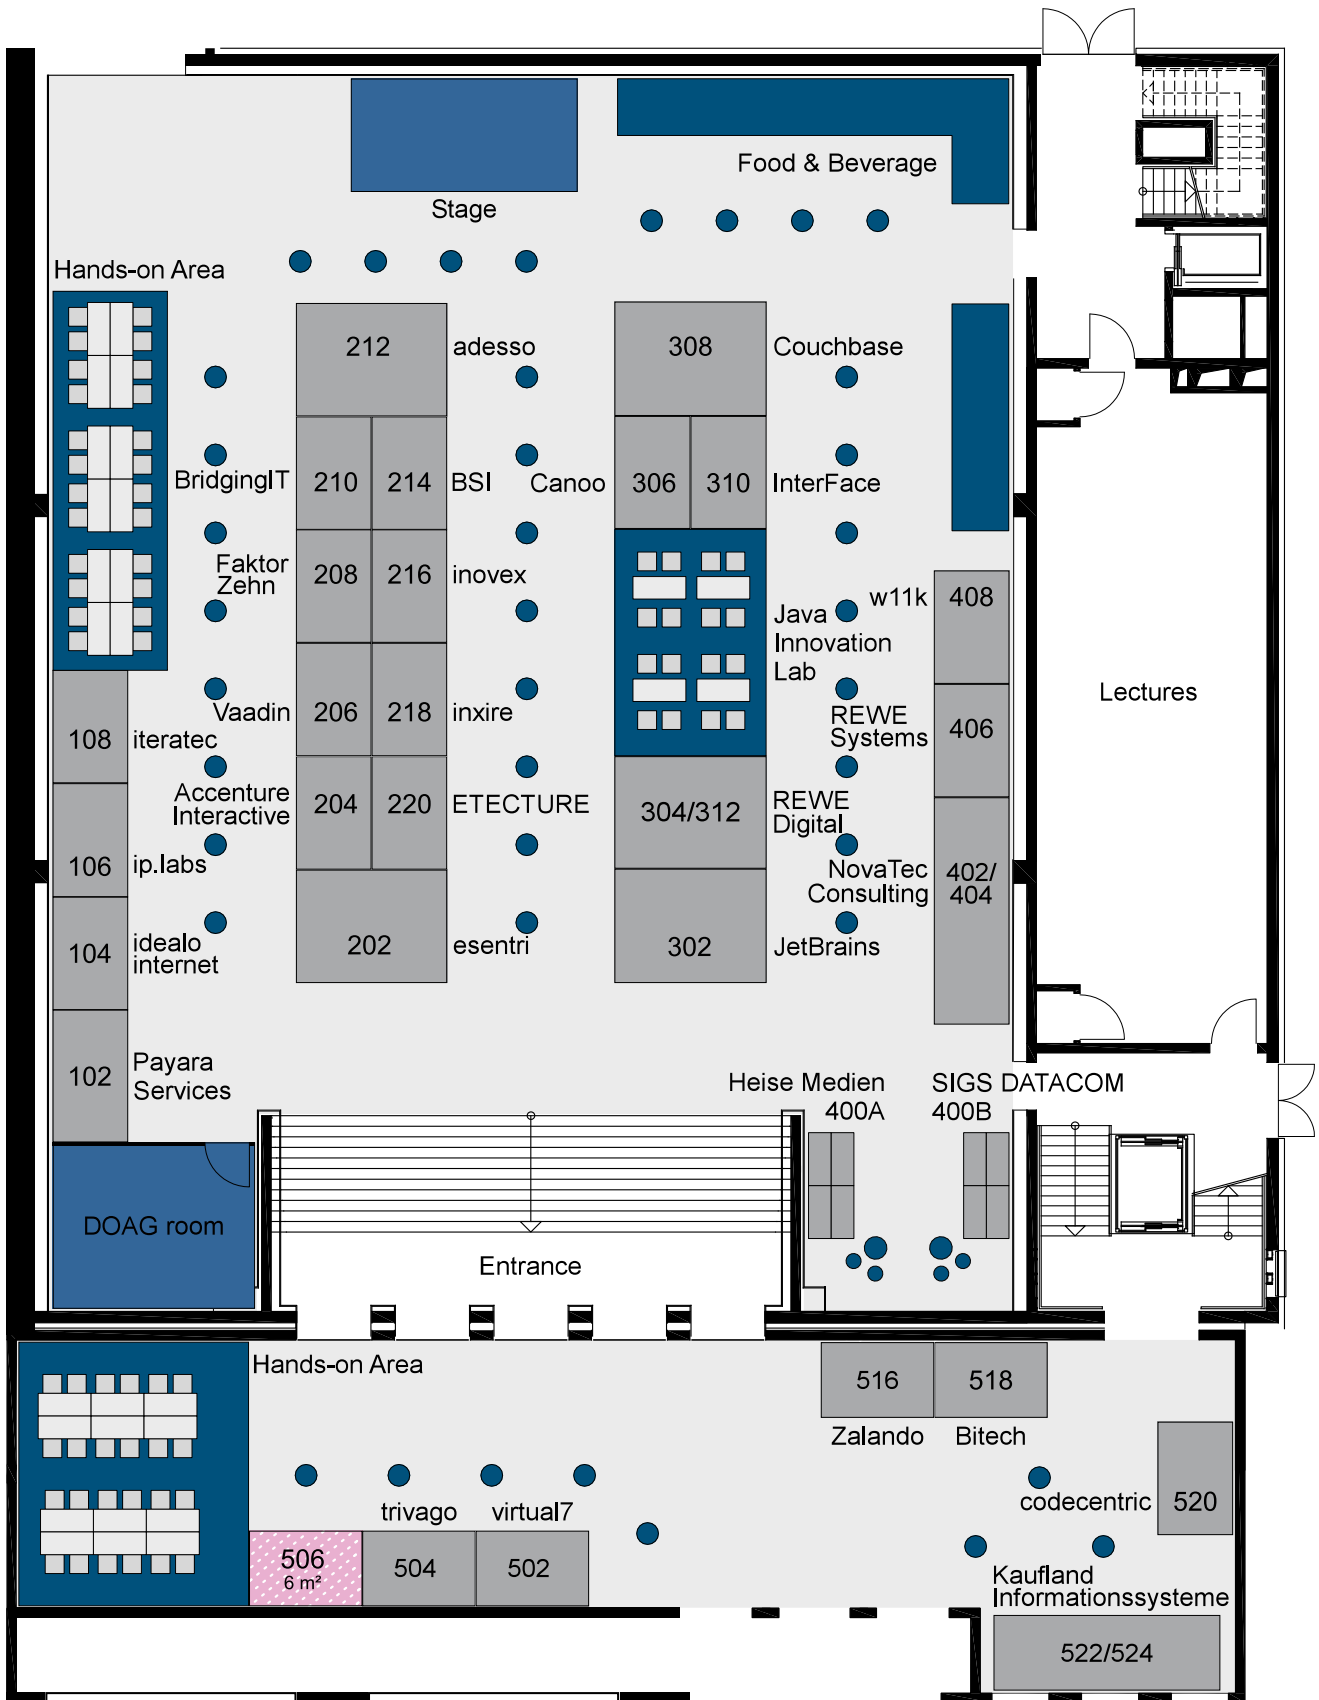 Food & Beverage
Stage
Hands-on Area
212
adesso
308
Couchbase
BridgingIT
210
214
BSI
Canoo
306
310
InterFace
Faktor
Zehn
208
216
inovex
w11k
408
Java
Innovation
Lab
Lectures
Vaadin
206
218
inxire
REWE
Systems
406
108
iteratec
Accenture
Interactive
204
220
ETECTURE
304/312
REWE
Digital
106
ip.labs
NovaTec
Consulting
402/
404
104
idealo
internet
202
esentri
302
JetBrains
102
Payara
Services
Heise Medien
400A
SIGS DATACOM
400B
DOAG room
Entrance
Hands-on Area
516
518
Zalando
Bitech
trivago
virtual7
codecentric
520
506
6 m²
504
502
Kaufland
Informationssysteme
522/524